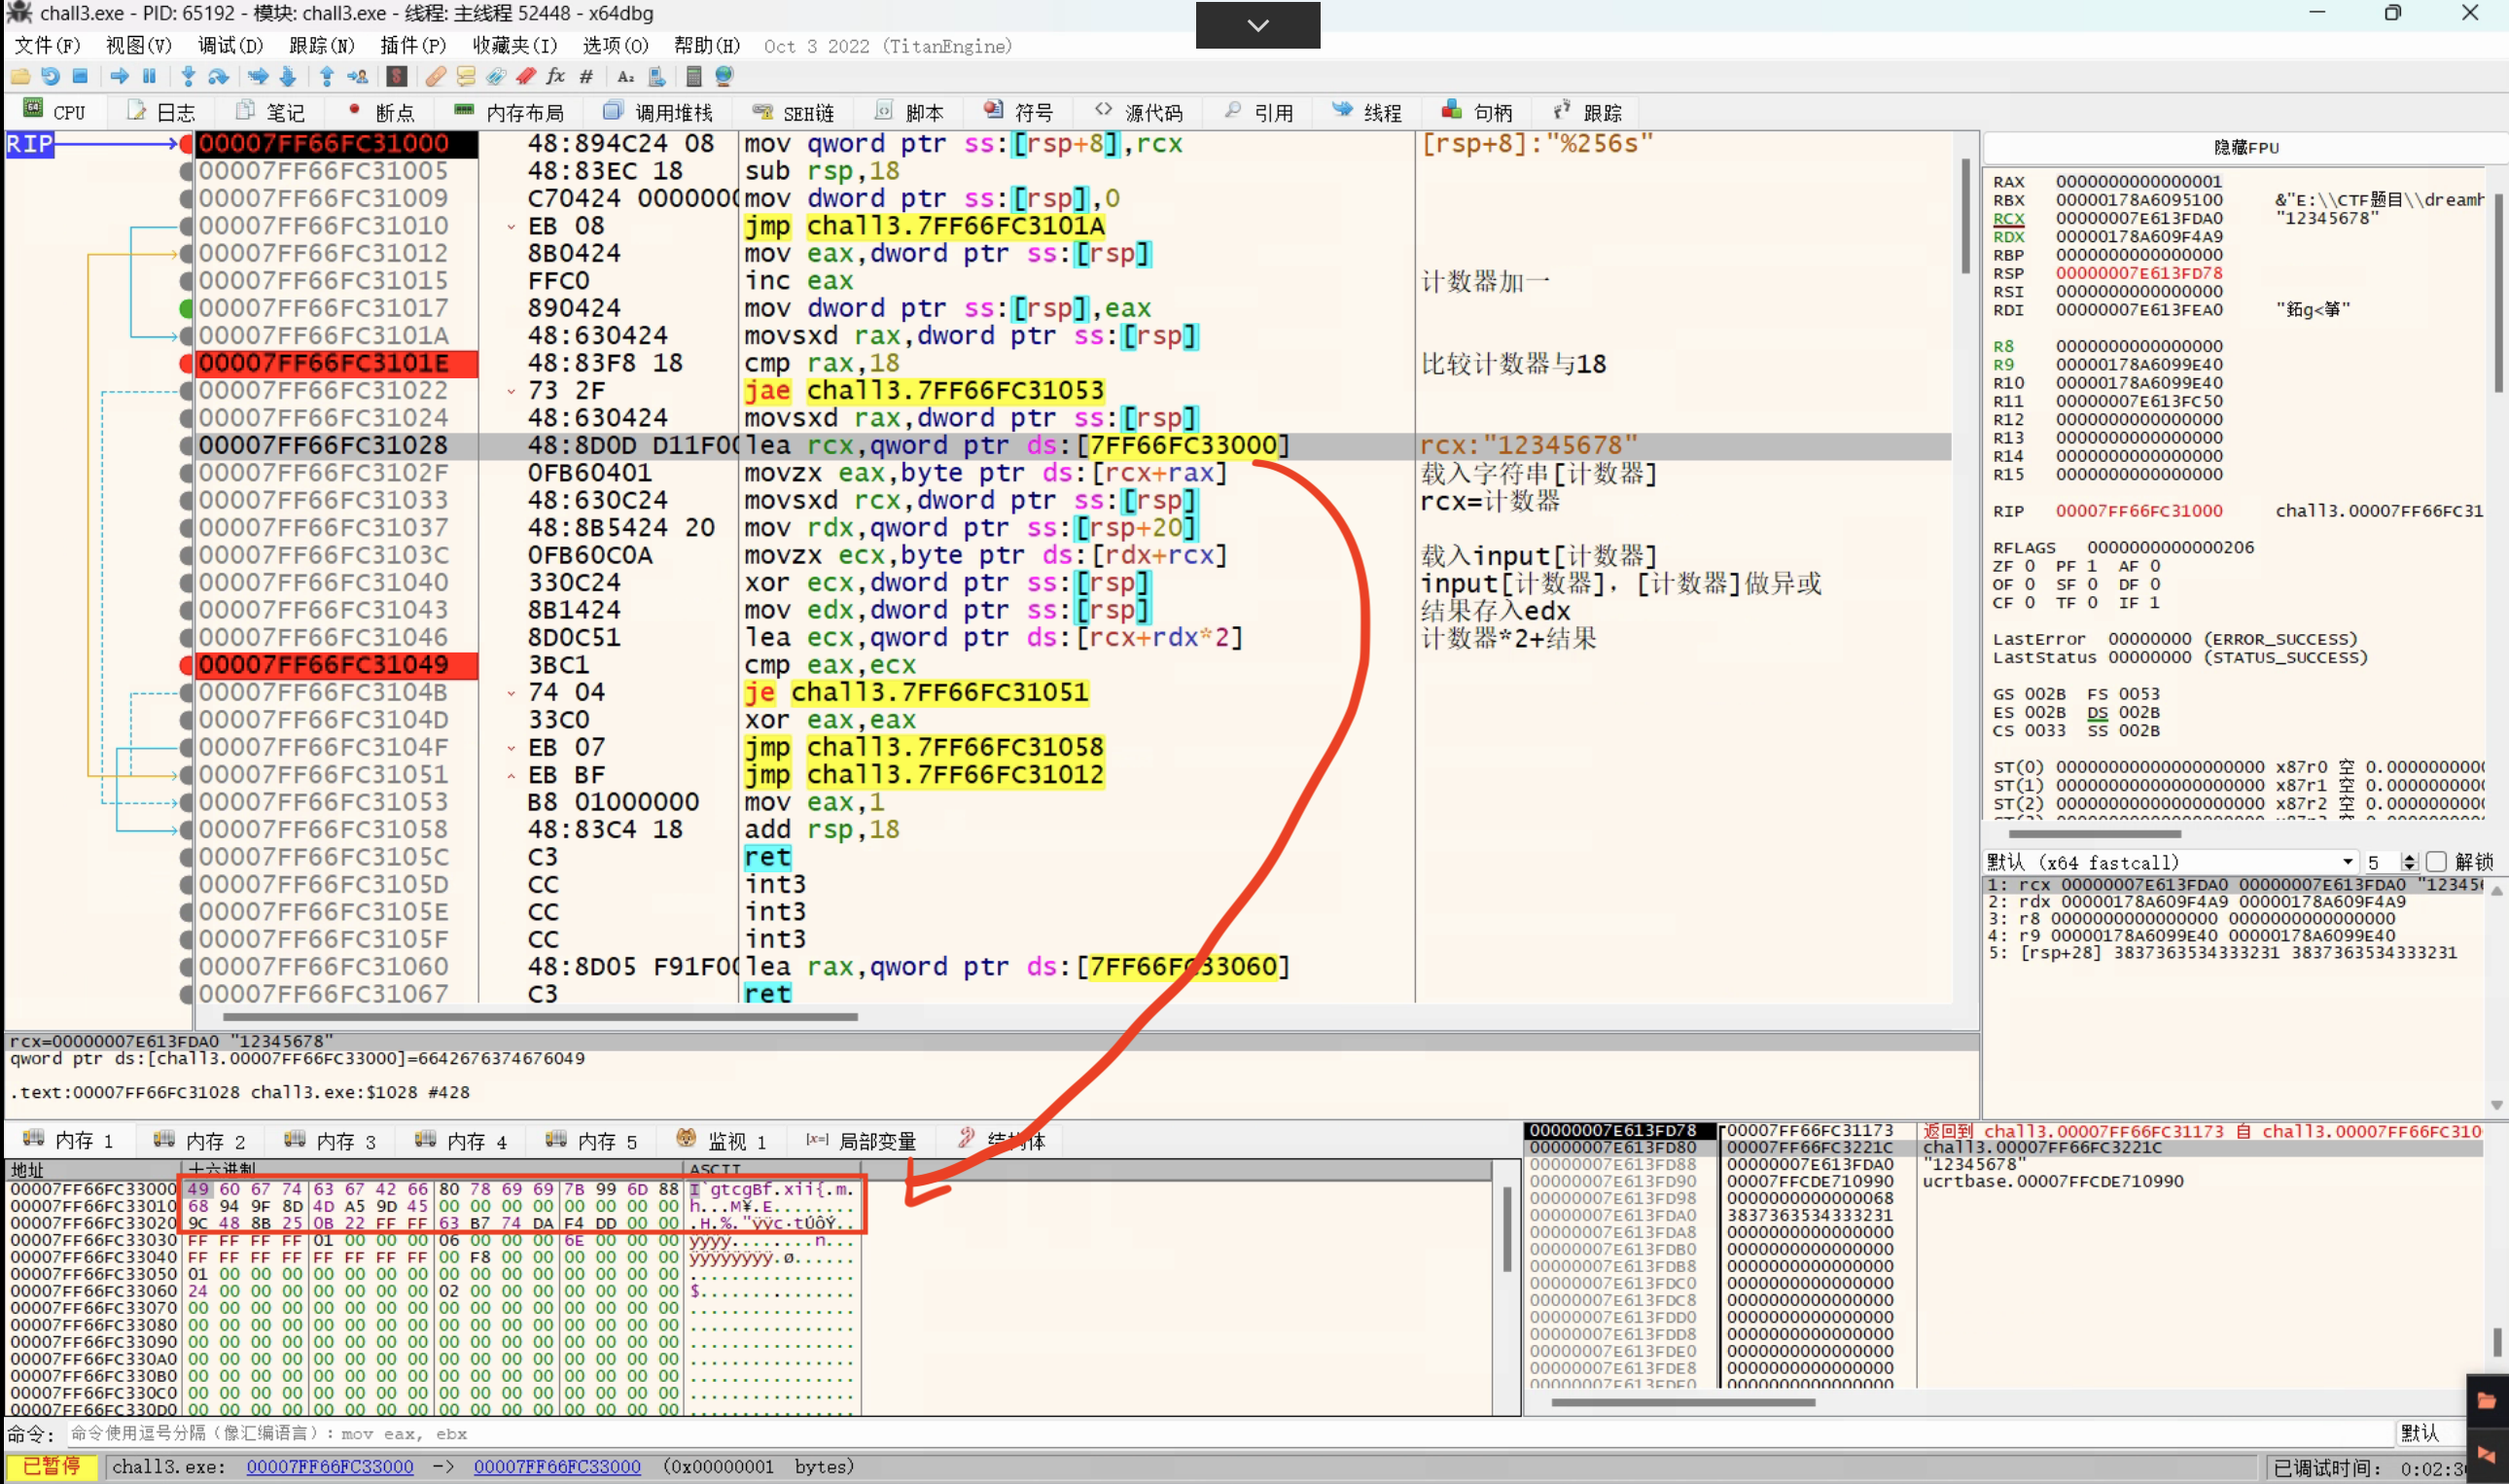 chall3.exe - PID: 65192 - 模块: chall3.exe - 线程: 主线程 52448 - x64dbg
文件(F) 视图(V) 调试(D) 跟踪(N) 插件(P) 收藏夹(I) 选项(O) 帮助(H) Oct 3 2022 (TitanEngine)
CPU 日志 笔记 断点 内存布局 调用堆栈 SEH链 脚本 符号 源代码 引用 线程 句柄 跟踪
RIP 00007FF66FC31000 48:894C24 08 mov qword ptr ss:[rsp+8],rcx [rsp+8]:"%256s"
00007FF66FC31005 48:83EC 18 sub rsp,18
00007FF66FC31009 C70424 0000000 mov dword ptr ss:[rsp],0
00007FF66FC31010 EB 08 jmp chall3.7FF66FC3101A
00007FF66FC31012 8B0424 mov eax,dword ptr ss:[rsp]
00007FF66FC31015 FFC0 inc eax 计数器加一
00007FF66FC31017 890424 mov dword ptr ss:[rsp],eax
00007FF66FC3101A 48:630424 movsxd rax,dword ptr ss:[rsp]
00007FF66FC3101E 48:83F8 18 cmp rax,18 比较计数器与18
00007FF66FC31022 73 2F jae chall3.7FF66FC31053
00007FF66FC31024 48:630424 movsxd rax,dword ptr ss:[rsp]
00007FF66FC31028 48:8D0D D11F00 lea rcx,qword ptr ds:[7FF66FC33000] rcx:"12345678"
00007FF66FC3102F 0FB60401 movzx eax,byte ptr ds:[rcx+rax] 载入字符串[计数器]
00007FF66FC31033 48:630C24 movsxd rcx,dword ptr ss:[rsp] rcx=计数器
00007FF66FC31037 48:8B5424 20 mov rdx,qword ptr ss:[rsp+20]
00007FF66FC3103C 0FB60C0A movzx ecx,byte ptr ds:[rdx+rcx] 载入input[计数器]
00007FF66FC31040 330C24 xor ecx,dword ptr ss:[rsp] input[计数器], [计数器]做异或
00007FF66FC31043 8B1424 mov edx,dword ptr ss:[rsp] 结果存入edx
00007FF66FC31046 8D0C51 lea ecx,qword ptr ds:[rcx+rdx*2] 计数器*2+结果
00007FF66FC31049 3BC1 cmp eax,ecx
00007FF66FC3104B 74 04 je chall3.7FF66FC31051
00007FF66FC3104D 33C0 xor eax,eax
00007FF66FC3104F EB 07 jmp chall3.7FF66FC31058
00007FF66FC31051 EB BF jmp chall3.7FF66FC31012
00007FF66FC31053 B8 01000000 mov eax,1
00007FF66FC31058 48:83C4 18 add rsp,18
00007FF66FC3105C C3 ret
00007FF66FC3105D CC int3
00007FF66FC3105E CC int3
00007FF66FC3105F CC int3
00007FF66FC31060 48:8D05 F91F00 lea rax,qword ptr ds:[7FF66FC33060]
00007FF66FC31067 C3 ret
隐藏FPU
RAX 0000000000000001
RBX 00000178A6095100 &"E:\\CTF题目\\dreamh
RCX 00000007E613FDA0 "12345678"
RDX 00000178A609F4A9
RBP 0000000000000000
RSP 00000007E613FD78
RSI 0000000000000000
RDI 00000007E613FEA0
R8 0000000000000000
R9 00000178A6099E40
R10 00000178A6099E40
R11 00000007E613FC50
R12 0000000000000000
R13 0000000000000000
R14 0000000000000000
R15 0000000000000000
RIP 00007FF66FC31000 chall3.00007FF66FC31
RFLAGS 0000000000000206
ZF 0 PF 1 AF 0
OF 0 SF 0 DF 0
CF 0 TF 0 IF 1
LastError 00000000 (ERROR_SUCCESS)
LastStatus 00000000 (STATUS_SUCCESS)
GS 002B FS 0053
ES 002B DS 002B
CS 0033 SS 002B
ST(0) 00000000000000000000 x87r0 空 0.0000000000
ST(1) 00000000000000000000 x87r1 空 0.0000000000
ST(2) 00000000000000000000 x87r2 空 0.0000000000
默认 (x64 fastcall) 5 解锁
1: rcx 00000007E613FDA0 00000007E613FDA0 "12345
2: rdx 00000178A609F4A9 00000178A609F4A9
3: r8 0000000000000000 0000000000000000
4: r9 00000178A6099E40 00000178A6099E40
5: [rsp+28] 3837363534333231 3837363534333231
rcx=00000007E613FDA0 "12345678"
qword ptr ds:[chall3.00007FF66FC33000]=6642676374676049
.text:00007FF66FC31028 chall3.exe:$1028 #428
内存 1 内存 2 内存 3 内存 4 内存 5 监视 1 局部变量 结构体
地址 十六进制 ASCII
00007FF66FC33000 49 60 67 74 63 67 42 66 80 78 69 69 7B 99 6D 88 I`gtcgBf.xii{.m.
00007FF66FC33010 68 94 9F 8D 4D A5 9D 45 00 00 00 00 00 00 00 00 h...M¥.E........
00007FF66FC33020 9C 48 8B 25 0B 22 FF FF 63 B7 74 DA F4 DD 00 00 .H.%."ÿÿc·tÚôÝ..
00007FF66FC33030 FF FF FF FF 01 00 00 00 06 00 00 00 6E 00 00 00 ÿÿÿÿ........n...
00007FF66FC33040 FF FF FF FF FF FF FF FF 00 F8 00 00 00 00 00 00 ÿÿÿÿÿÿÿÿ.ø......
00007FF66FC33050 01 00 00 00 00 00 00 00 00 00 00 00 00 00 00 00 ................
00007FF66FC33060 24 00 00 00 00 00 00 00 02 00 00 00 00 00 00 00 $...............
00007FF66FC33070 00 00 00 00 00 00 00 00 00 00 00 00 00 00 00 00 ................
00007FF66FC33080 00 00 00 00 00 00 00 00 00 00 00 00 00 00 00 00 ................
00007FF66FC33090 00 00 00 00 00 00 00 00 00 00 00 00 00 00 00 00 ................
00007FF66FC330A0 00 00 00 00 00 00 00 00 00 00 00 00 00 00 00 00 ................
00007FF66FC330B0 00 00 00 00 00 00 00 00 00 00 00 00 00 00 00 00 ................
00007FF66FC330C0 00 00 00 00 00 00 00 00 00 00 00 00 00 00 00 00 ................
00007FF66FC330D0 00 00 00 00 00 00 00 00 00 00 00 00 00 00 00 00 ................
00000007E613FD78 00007FF66FC31173 返回到 chall3.00007FF66FC31173 自 chall3.00007FF66FC310
00000007E613FD80 00007FF66FC3221C chall3.00007FF66FC3221C
00000007E613FD88 00000007E613FDA0 "12345678"
00000007E613FD90 00007FFCDE710990 ucrtbase.00007FFCDE710990
00000007E613FD98 0000000000000068
00000007E613FDA0 3837363534333231
00000007E613FDA8 0000000000000000
00000007E613FDB0 0000000000000000
00000007E613FDB8 0000000000000000
00000007E613FDC0 0000000000000000
00000007E613FDC8 0000000000000000
00000007E613FDD0 0000000000000000
00000007E613FDD8 0000000000000000
00000007E613FDE0 0000000000000000
00000007E613FDE8 0000000000000000
命令: 命令使用逗号分隔（像汇编语言）: mov eax, ebx 默认
已暂停 chall3.exe: 00007FF66FC33000 -> 00007FF66FC33000 (0x00000001 bytes) 已调试时间: 0:02:3